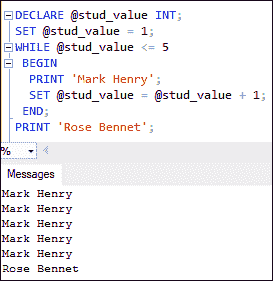 DECLARE @stud_value INT;
SET @stud_value = 1;
WHILE @stud_value <= 5
BEGIN
PRINT 'Mark Henry';
SET @stud_value = @stud_value + 1;
END;
PRINT 'Rose Bennet';
%
Messages
Mark Henry
Mark Henry
Mark Henry
Mark Henry
Mark Henry
Rose Bennet